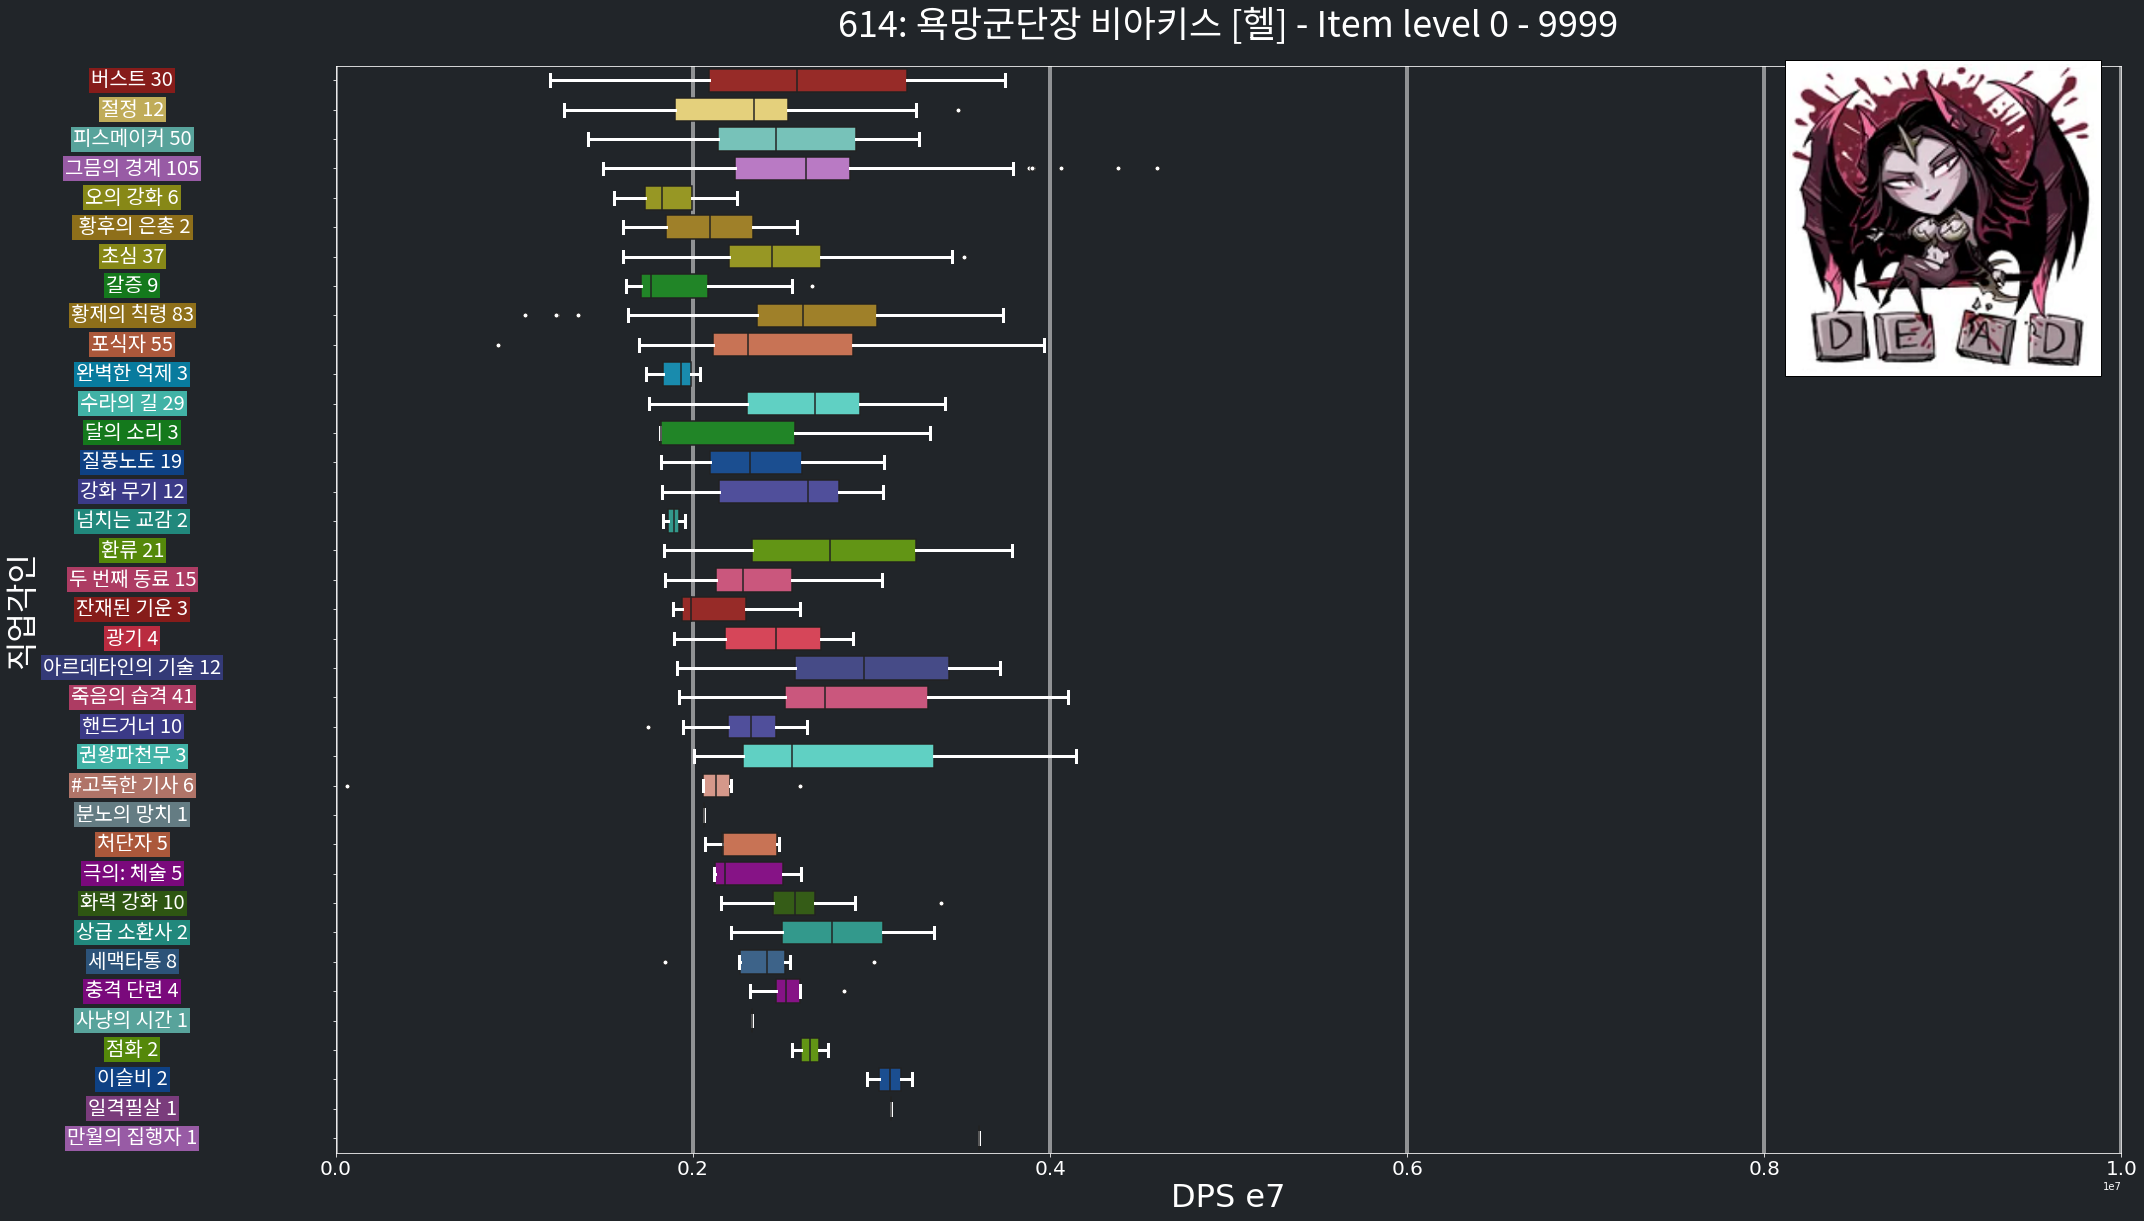 614: 욕망군단장 비아키스 [헬] - Item level 0 - 9999
버스트 30
절정 12
피스메이커 50
그믐의 경계 105
오의 강화 6
황후의 은총 2
초심 37
갈증 9
황제의 칙령 83
포식자 55
완벽한 억제 3
수라의 길 29
달의 소리 3
질풍노도 19
강화 무기 12
넘치는 교감 2
환류 21
두 번째 동료 15
잔재된 기운 3
광기 4
아르데타인의 기술 12
죽음의 습격 41
핸드거너 10
권왕파천무 3
#고독한 기사 6
분노의 망치 1
처단자 5
극의: 체술 5
화력 강화 10
상급 소환사 2
세맥타통 8
충격 단련 4
사냥의 시간 1
점화 2
이슬비 2
일격필살 1
만월의 집행자 1
직업각인
0.0 0.2 0.4 0.6 0.8 1.0
1e7
DPS e7
DEAD